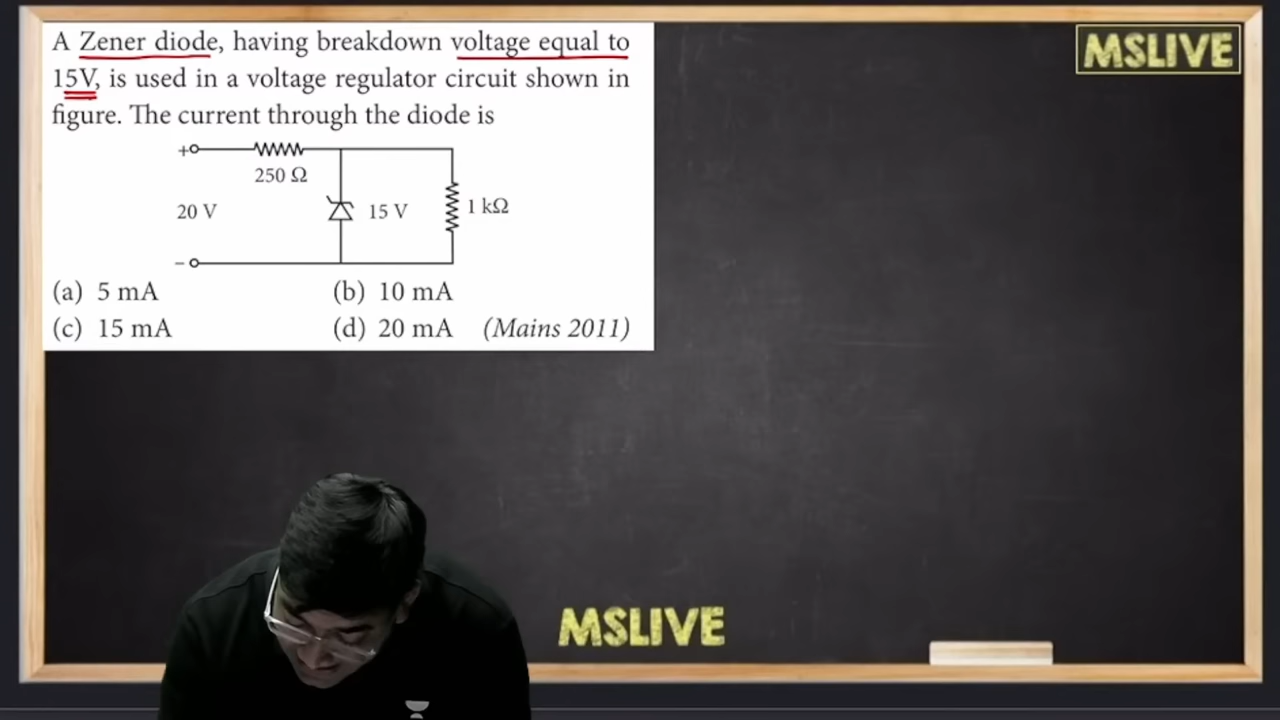 A Zener diode, having breakdown voltage equal to
15V, is used in a voltage regulator circuit shown in
figure. The current through the diode is
+
250 Ω
20 V
15 V
1 kΩ
−
(a) 5 mA (b) 10 mA
(c) 15 mA (d) 20 mA (Mains 2011)
MSLIVE
MSLIVE